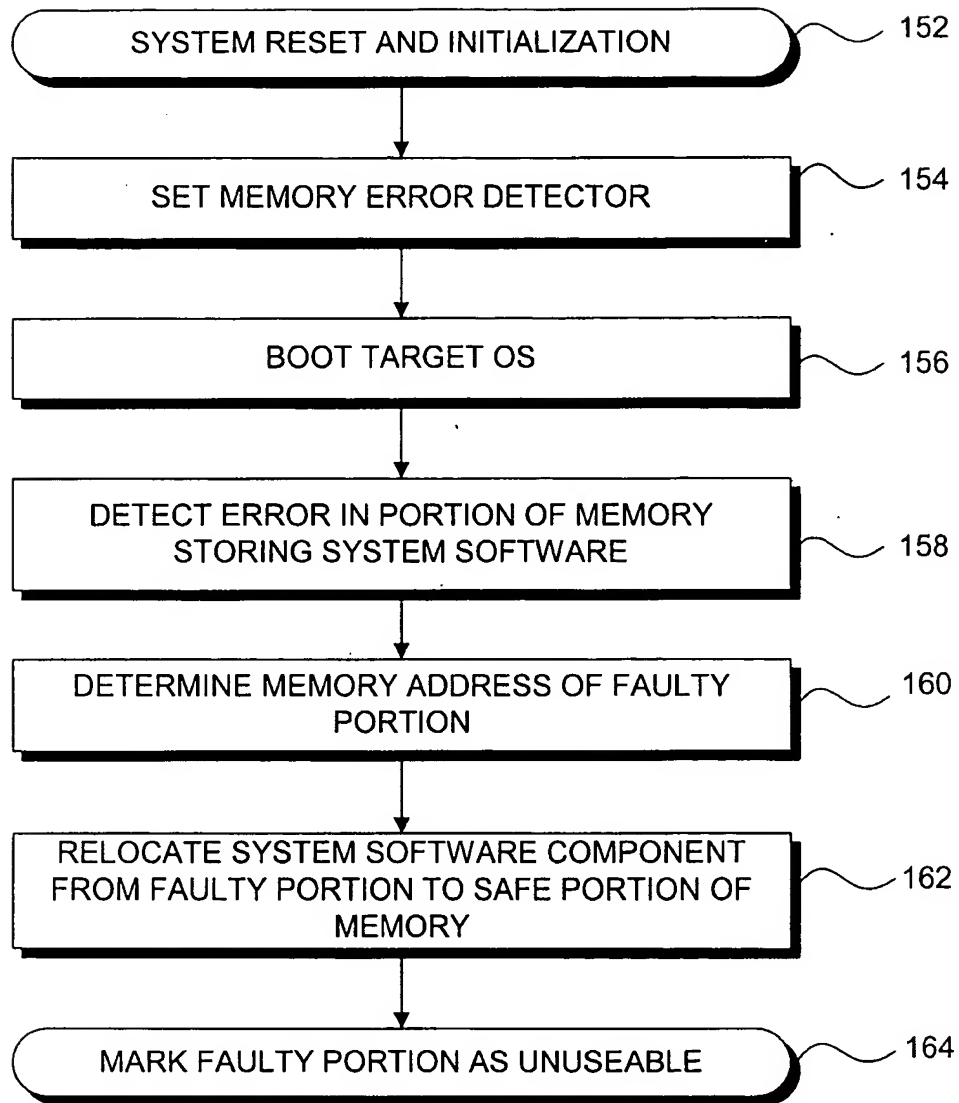 SYSTEM RESET AND INITIALIZATION
152
SET MEMORY ERROR DETECTOR
154
BOOT TARGET OS
156
DETECT ERROR IN PORTION OF MEMORY
STORING SYSTEM SOFTWARE
158
DETERMINE MEMORY ADDRESS OF FAULTY
PORTION
160
RELOCATE SYSTEM SOFTWARE COMPONENT
FROM FAULTY PORTION TO SAFE PORTION OF
MEMORY
162
MARK FAULTY PORTION AS UNUSEABLE
164